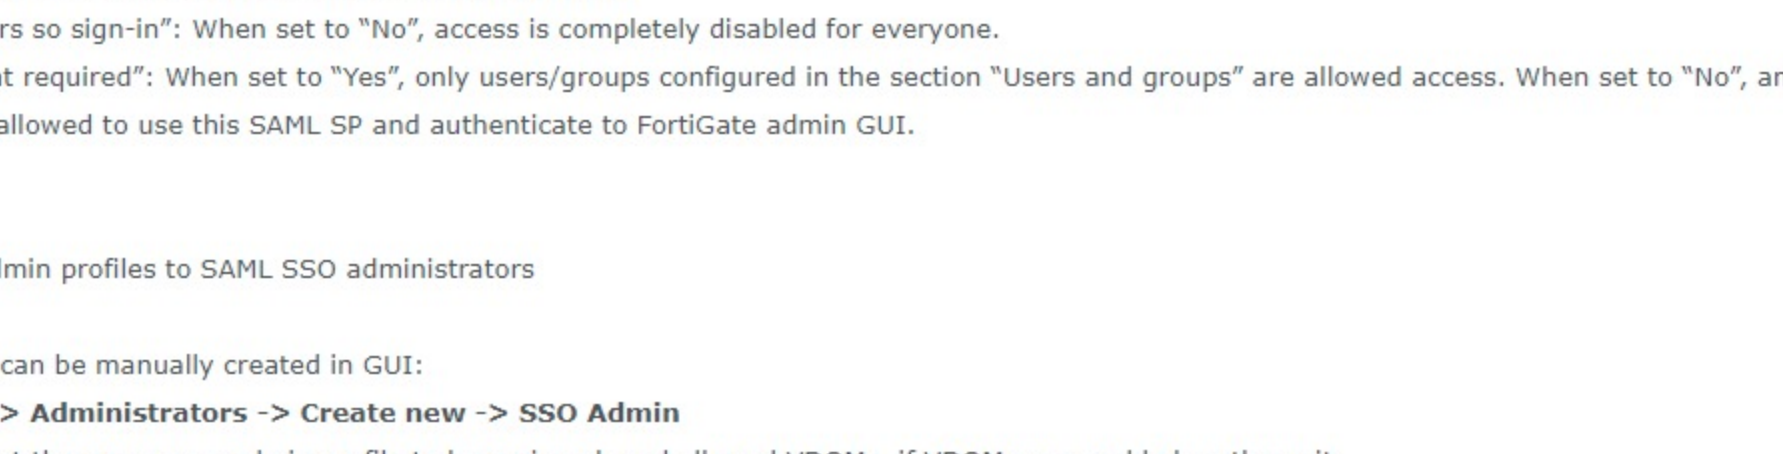 rs so sign-in”: When set to “No”, access is completely disabled for everyone.
t required”: When set to “Yes”, only users/groups configured in the section “Users and groups” are allowed access. When set to “No”, ar
allowed to use this SAML SP and authenticate to FortiGate admin GUI.
min profiles to SAML SSO administrators
can be manually created in GUI:
> Administrators -> Create new -> SSO Admin